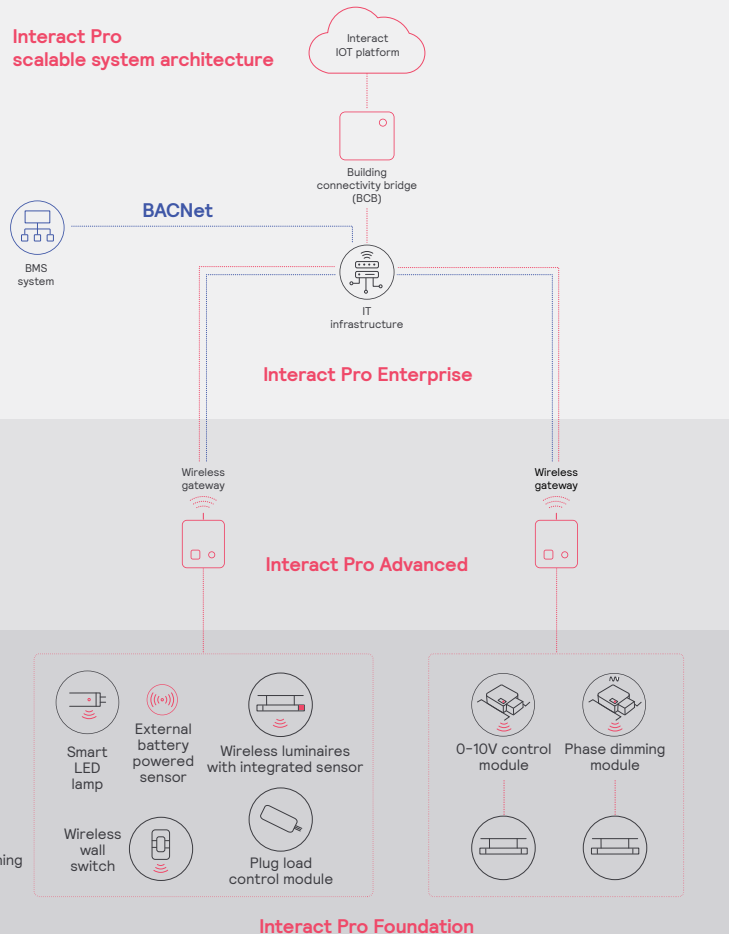 Interact Pro
scalable system architecture
Interact
IOT platform
Building
connectivity bridge
(BCB)
BACNet
BMS
system
IT
infrastructure
Interact Pro Enterprise
Wireless
gateway
Wireless
gateway
Interact Pro Advanced
Smart
LED
lamp
External
battery
powered
sensor
Wireless luminaires
with integrated sensor
0-10V control
module
Phase dimming
module
Wireless
wall
switch
Plug load
control module
Interact Pro Foundation